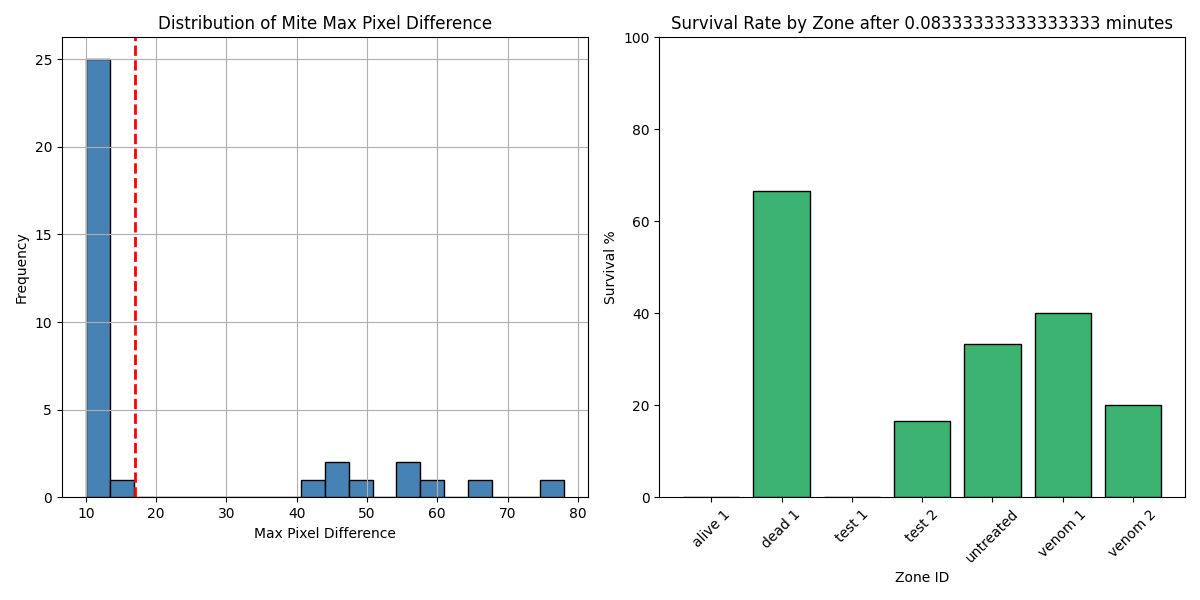 Distribution of Mite Max Pixel Difference
Frequency
25
20
15
10
5
0
10 20 30 40 50 60 70 80
Max Pixel Difference
Survival Rate by Zone after 0.08333333333333333 minutes
Survival %
100
80
60
40
20
0
alive 1 dead 1 test 1 test 2 untreated venom 1 venom 2
Zone ID